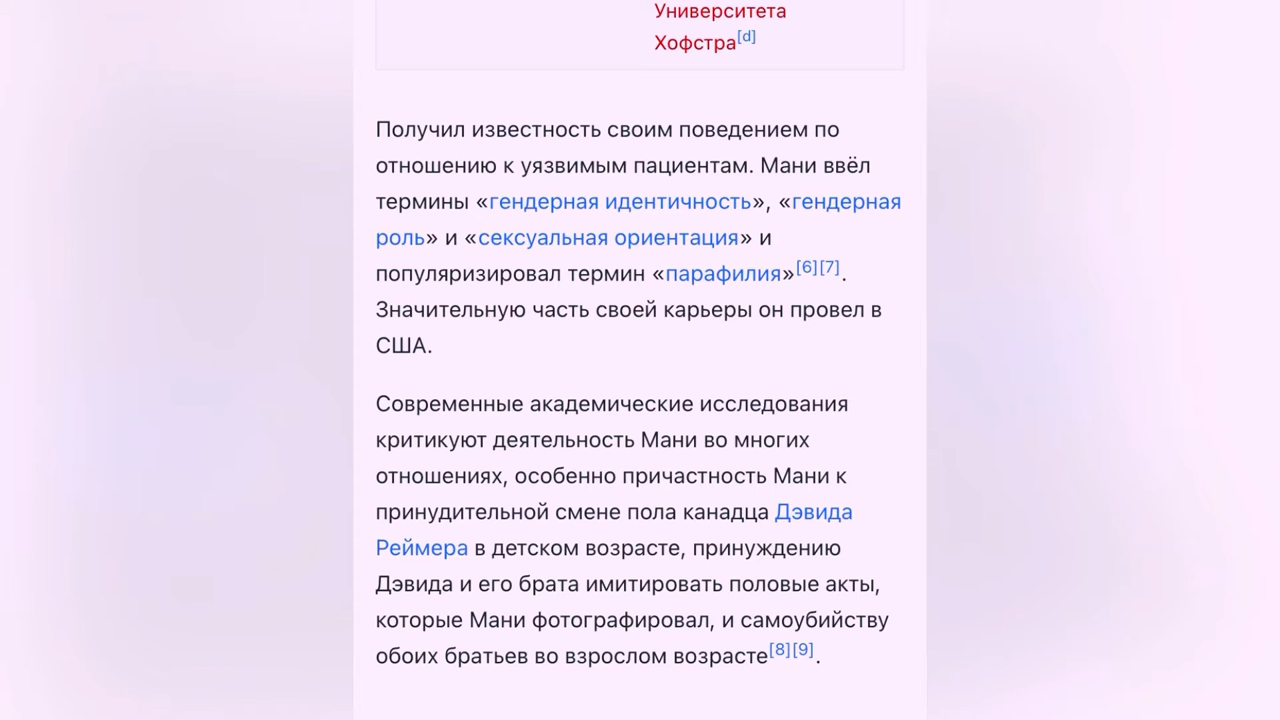 Университета
Хофстра[d]
Получил известность своим поведением по
отношению к уязвимым пациентам. Мани ввёл
термины «гендерная идентичность», «гендерная
роль» и «сексуальная ориентация» и
популяризировал термин «парафилия»[6][7].
Значительную часть своей карьеры он провел в
США.
Современные академические исследования
критикуют деятельность Мани во многих
отношениях, особенно причастность Мани к
принудительной смене пола канадца Дэвида
Реймера в детском возрасте, принуждению
Дэвида и его брата имитировать половые акты,
которые Мани фотографировал, и самоубийству
обоих братьев во взрослом возрасте[8][9].